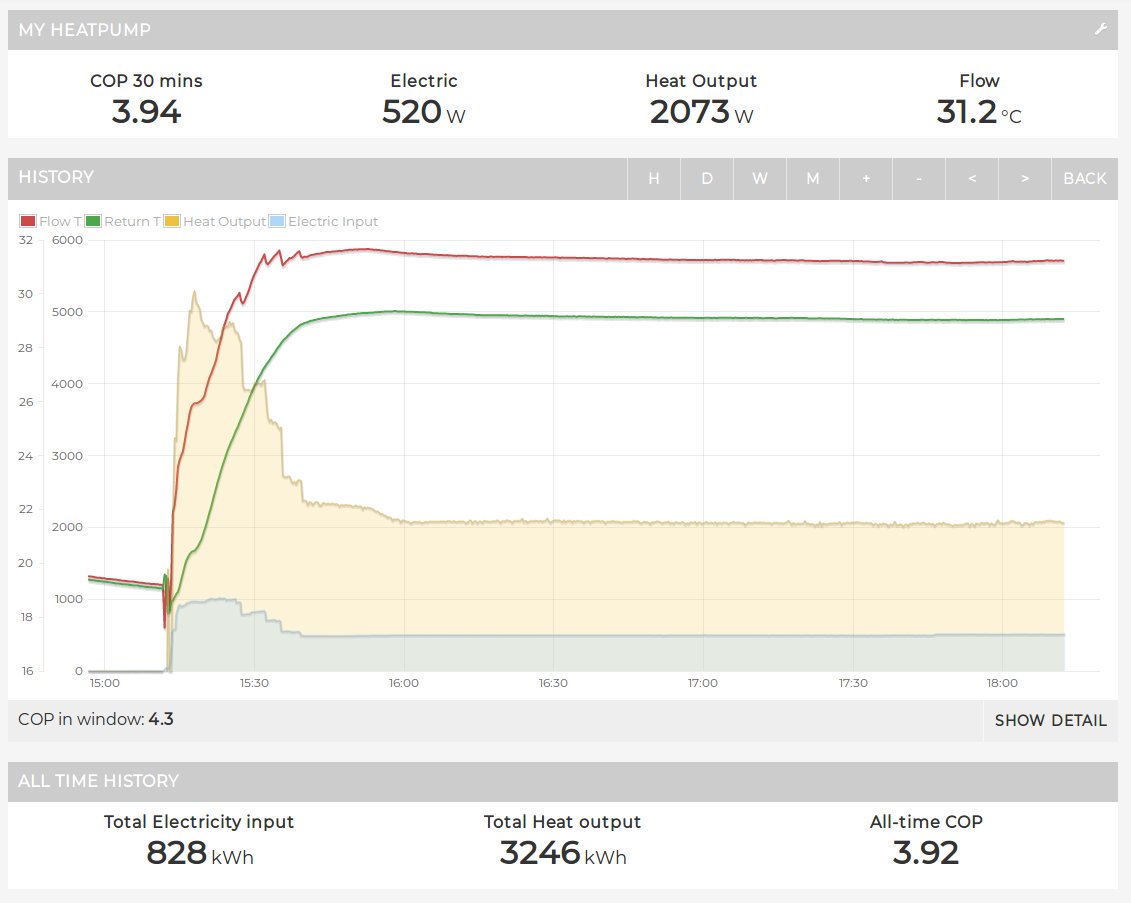 MY HEATPUMP
COP 30 mins Electric Heat Output Flow
3.94 520 W 2073 W 31.2 °C
HISTORY H D W M + - < > BACK
Flow T Return T Heat Output Electric Input
32 6000
30
5000
28
4000
26
24 3000
22
2000
20
1000
18
16 0
15:00 15:30 16:00 16:30 17:00 17:30 18:00
COP in window: 4.3 SHOW DETAIL
ALL TIME HISTORY
Total Electricity input Total Heat output All-time COP
828 kWh 3246 kWh 3.92